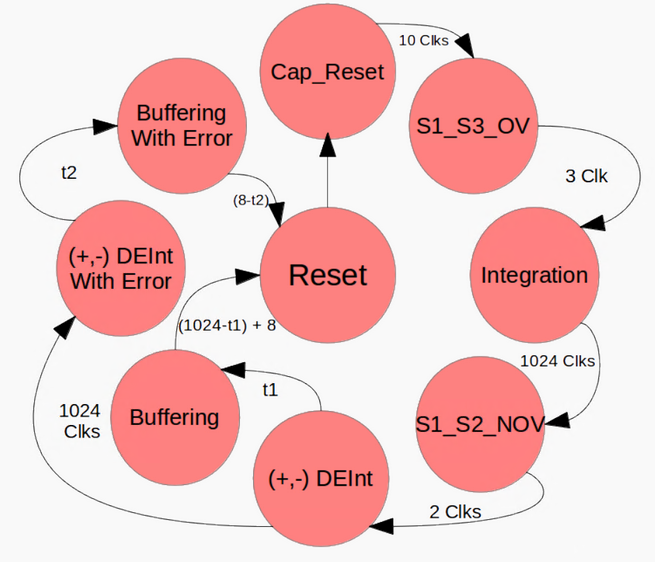 Cap_Reset
10 Clks
S1_S3_OV
3 Clk
Integration
1024 Clks
S1_S2_NOV
2 Clks
(+,-) DEInt
t1
Buffering
(1024-t1) + 8
Reset
1024
Clks
(+,-) DEInt
With Error
t2
Buffering
With Error
(8-t2)